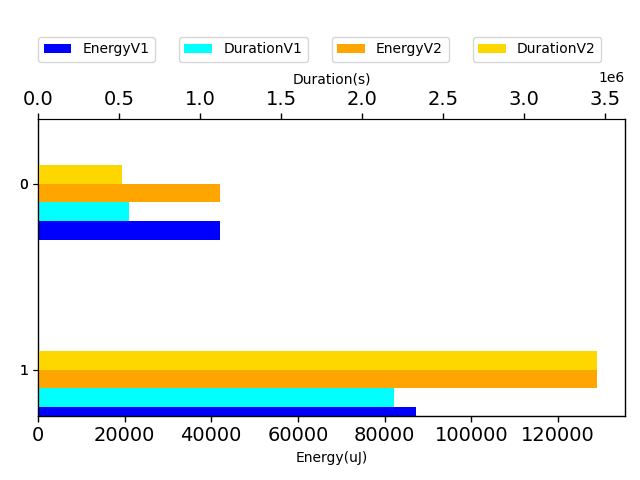 EnergyV1 DurationV1 EnergyV2 DurationV2
Duration(s)
1e6
0.0 0.5 1.0 1.5 2.0 2.5 3.0 3.5
0
1
0 20000 40000 60000 80000 100000 120000
Energy(uJ)